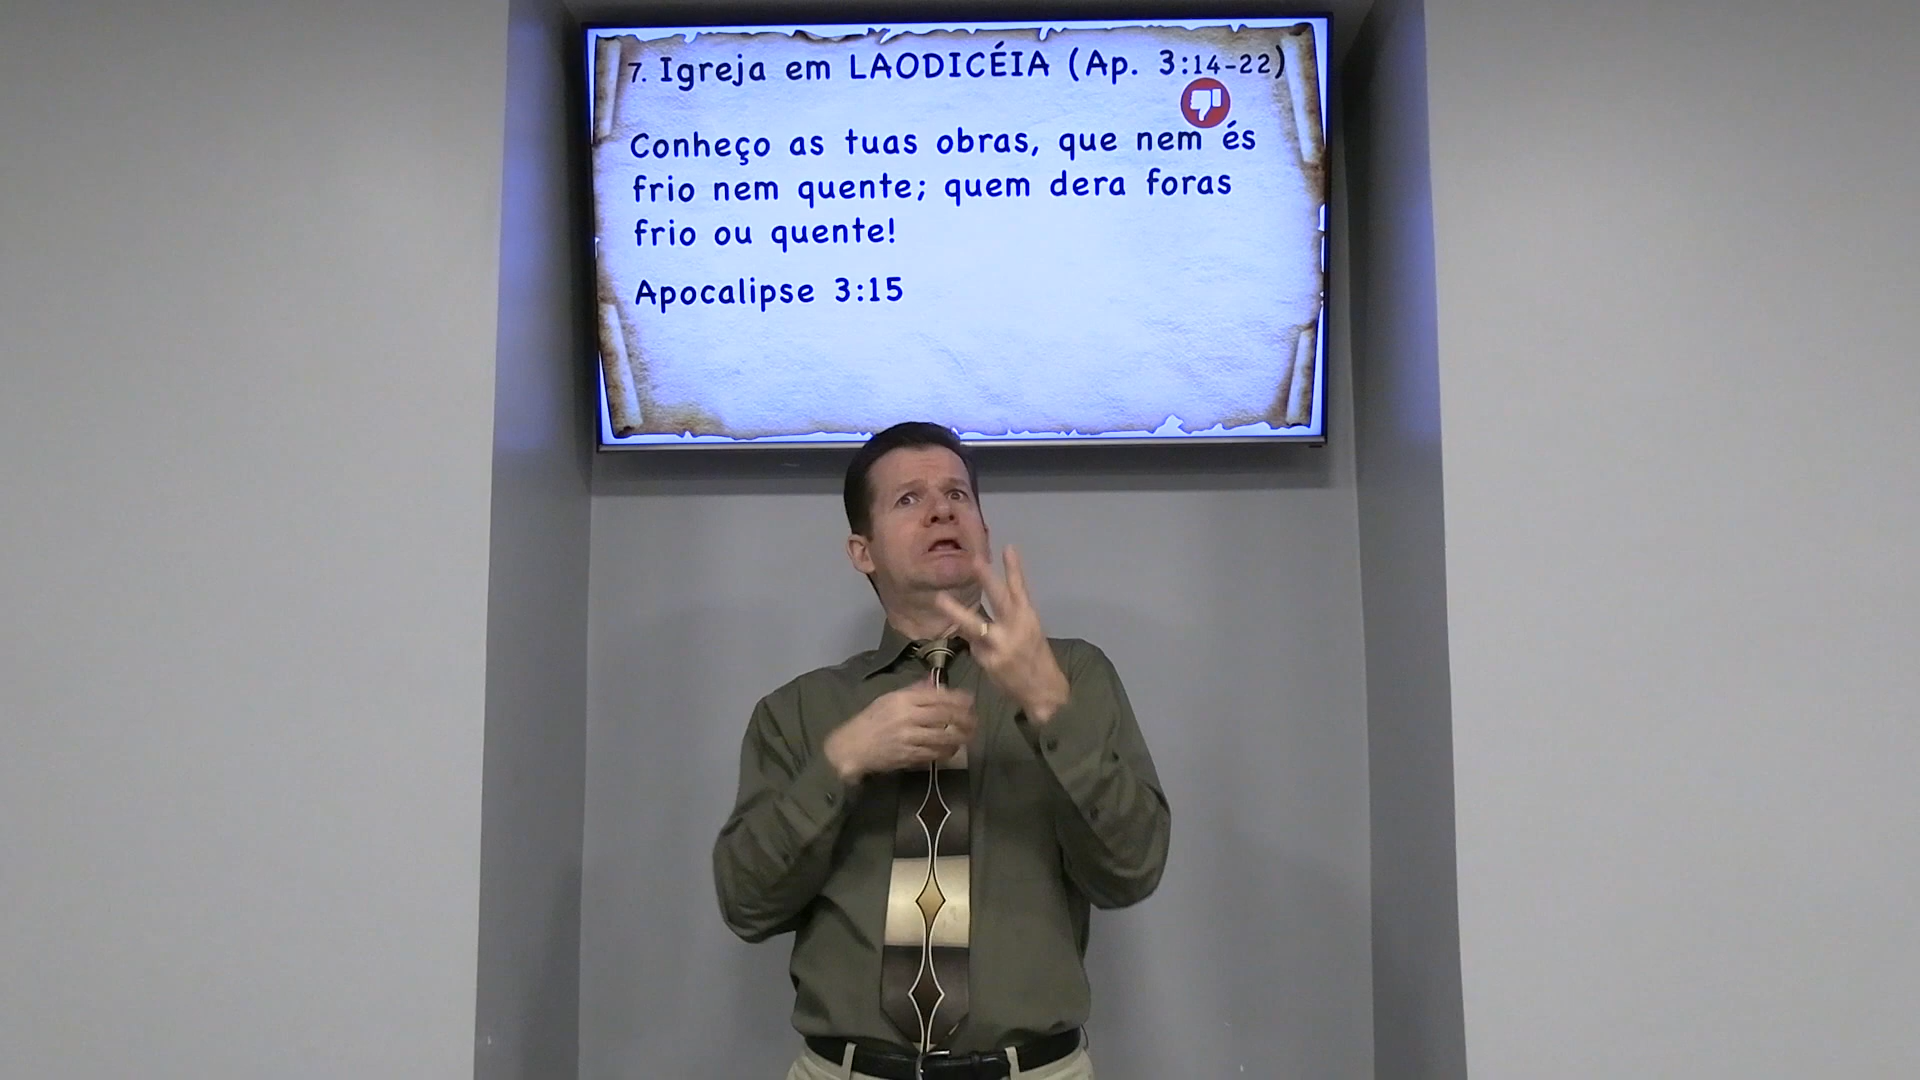 7. Igreja em LAODICÉIA (Ap. 3:14-22)
Conheço as tuas obras, que nem és
frio nem quente; quem dera foras
frio ou quente!
Apocalipse 3:15